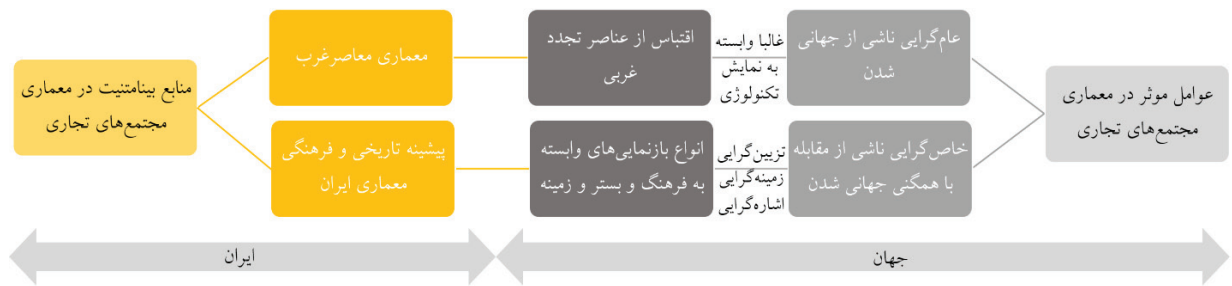 عوامل موثر در معماری
مجتمع‌های تجاری
عام‌گرایی ناشی از جهانی
شدن
غالبا وابسته
به نمایش
تکنولوژی
اقتباس از عناصر تجدد
غربی
معماری معاصرغرب
خاص‌گرایی ناشی از مقابله
با همگنی جهانی شدن
تزیین‌گرایی
زمینه‌گرایی
اشاره‌گرایی
انواع بازنمایی‌های وابسته
به فرهنگ و بستر و زمینه
پیشینه تاریخی و فرهنگی
معماری ایران
منابع بینامتنیت در معماری
مجتمع‌های تجاری
جهان
ایران